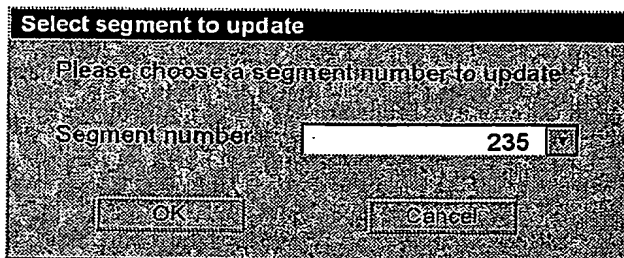 Select segment to update
Please choose a segment number to update
Segment number 235
OK Cancel